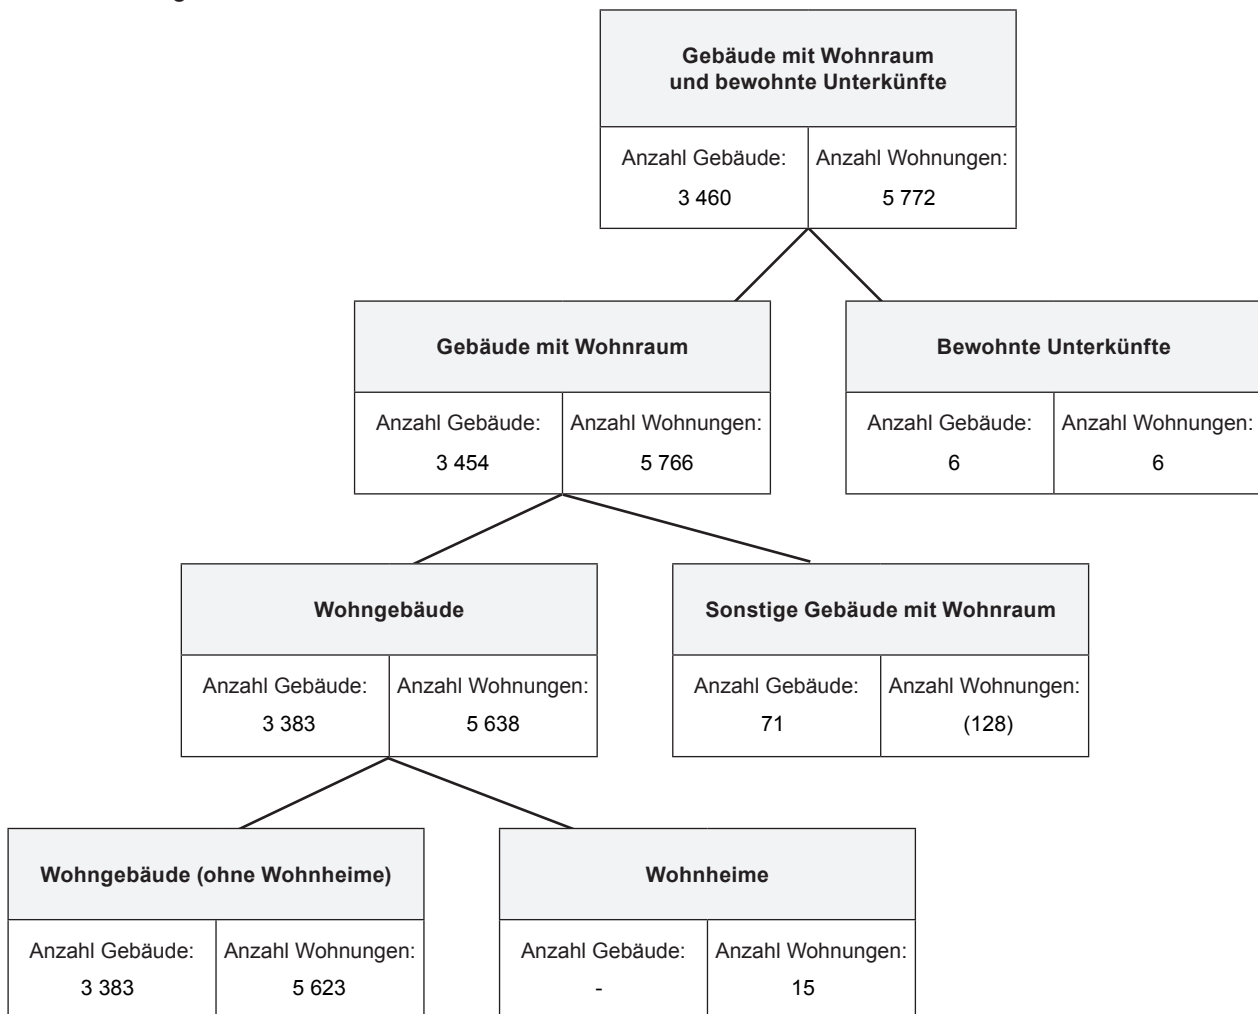 Gebäude mit Wohnraum
und bewohnte Unterkünfte
Anzahl Gebäude: Anzahl Wohnungen:
3 460 5 772
Gebäude mit Wohnraum Bewohnte Unterkünfte
Anzahl Gebäude: Anzahl Wohnungen: Anzahl Gebäude: Anzahl Wohnungen:
3 454 5 766 6 6
Wohngebäude Sonstige Gebäude mit Wohnraum
Anzahl Gebäude: Anzahl Wohnungen: Anzahl Gebäude: Anzahl Wohnungen:
3 383 5 638 71 (128)
Wohngebäude (ohne Wohnheime) Wohnheime
Anzahl Gebäude: Anzahl Wohnungen: Anzahl Gebäude: Anzahl Wohnungen:
3 383 5 623 - 15